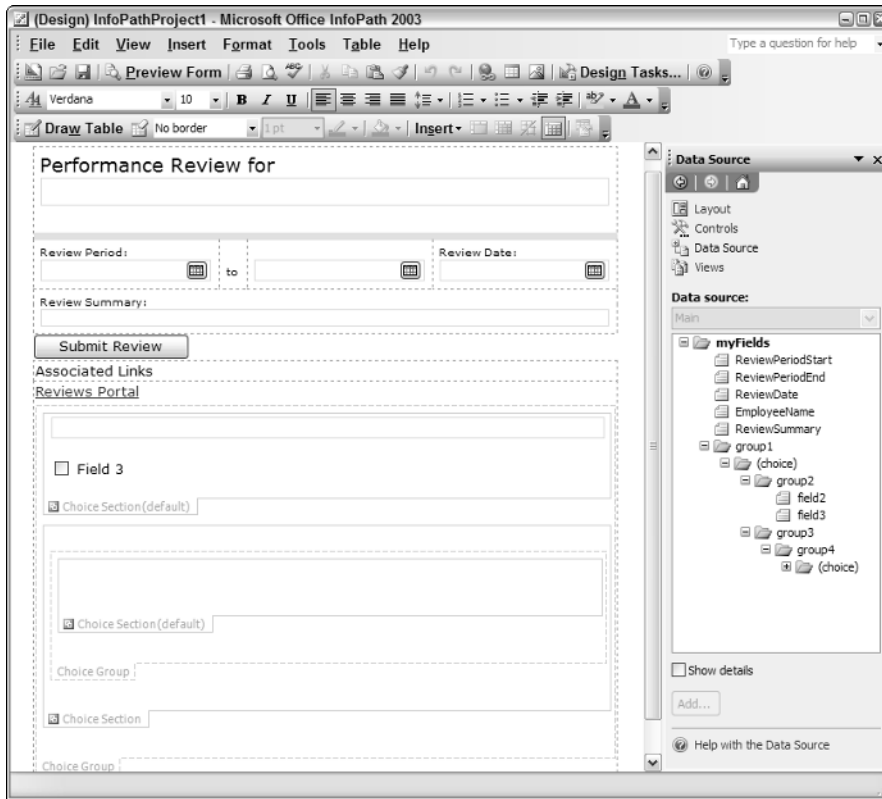 (Design) InfoPathProject1 - Microsoft Office InfoPath 2003
File Edit View Insert Format Tools Table Help
Type a question for help
Preview Form
Design Tasks...
Verdana
10
B I U
A
Draw Table
No border
1 pt
Insert
Performance Review for
Review Period:
to
Review Date:
Review Summary:
Submit Review
Associated Links
Reviews Portal
Field 3
Choice Section(default)
Choice Section(default)
Choice Group
Choice Section
Choice Group
Data Source
Layout
Controls
Data Source
Views
Data source:
Main
myFields
ReviewPeriodStart
ReviewPeriodEnd
ReviewDate
EmployeeName
ReviewSummary
group1
(choice)
group2
field2
field3
group3
group4
(choice)
Show details
Add...
Help with the Data Source